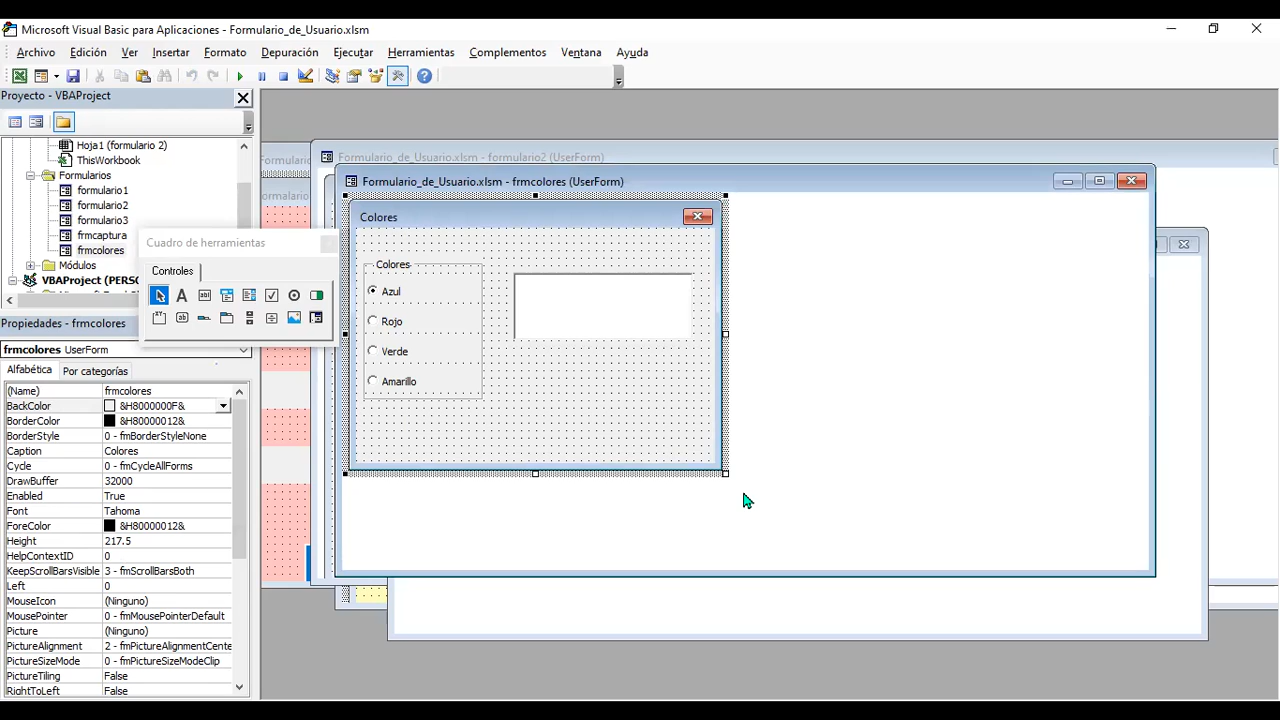 Microsoft Visual Basic para Aplicaciones - Formulario_de_Usuario.xlsm
Archivo Edición Ver Insertar Formato Depuración Ejecutar Herramientas Complementos Ventana Ayuda
Proyecto - VBAProject
Hoja1 (formulario 2)
ThisWorkbook
Formularios
formulario1
formulario2
formulario3
frmcaptura
frmcolores
Módulos
VBAProject (PERSO
Cuadro de herramientas
Controles
Propiedades - frmcolores
frmcolores UserForm
Alfabética Por categorías
(Name) frmcolores
BackColor &H8000000F&
BorderColor &H80000012&
BorderStyle 0 - fmBorderStyleNone
Caption Colores
Cycle 0 - fmCycleAllForms
DrawBuffer 32000
Enabled True
Font Tahoma
ForeColor &H80000012&
Height 217.5
HelpContextID 0
KeepScrollBarsVisible 3 - fmScrollBarsBoth
Left 0
MouseIcon (Ninguno)
MousePointer 0 - fmMousePointerDefault
Picture (Ninguno)
PictureAlignment 2 - fmPictureAlignmentCente
PictureSizeMode 0 - fmPictureSizeModeClip
PictureTiling False
RightToLeft False
Formulario
Formulario_de_Usuario.xlsm - formulario2 (UserForm)
Formulario_de_Usuario.xlsm - frmcolores (UserForm)
Colores
Colores
Azul
Rojo
Verde
Amarillo